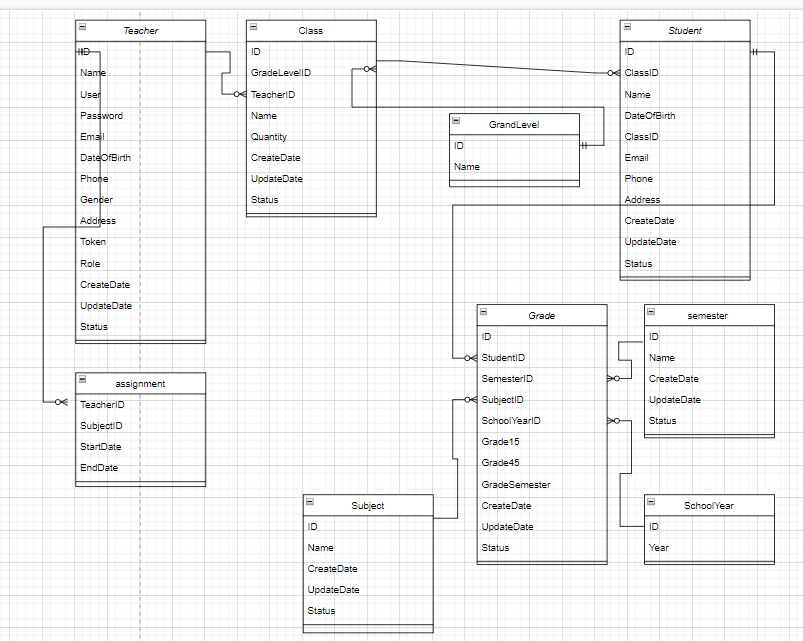 Teacher
ID
Name
User
Password
Email
DateOfBirth
Phone
Gender
Address
Token
Role
CreateDate
UpdateDate
Status
Class
ID
GradeLevelID
TeacherID
Name
Quantity
CreateDate
UpdateDate
Status
GrandLevel
ID
Name
Student
ID
ClassID
Name
DateOfBirth
ClassID
Email
Phone
Address
CreateDate
UpdateDate
Status
assignment
TeacherID
SubjectID
StartDate
EndDate
Subject
ID
Name
CreateDate
UpdateDate
Status
Grade
ID
StudentID
SemesterID
SubjectID
SchoolYearID
Grade15
Grade45
GradeSemester
CreateDate
UpdateDate
Status
semester
ID
Name
CreateDate
UpdateDate
Status
SchoolYear
ID
Year